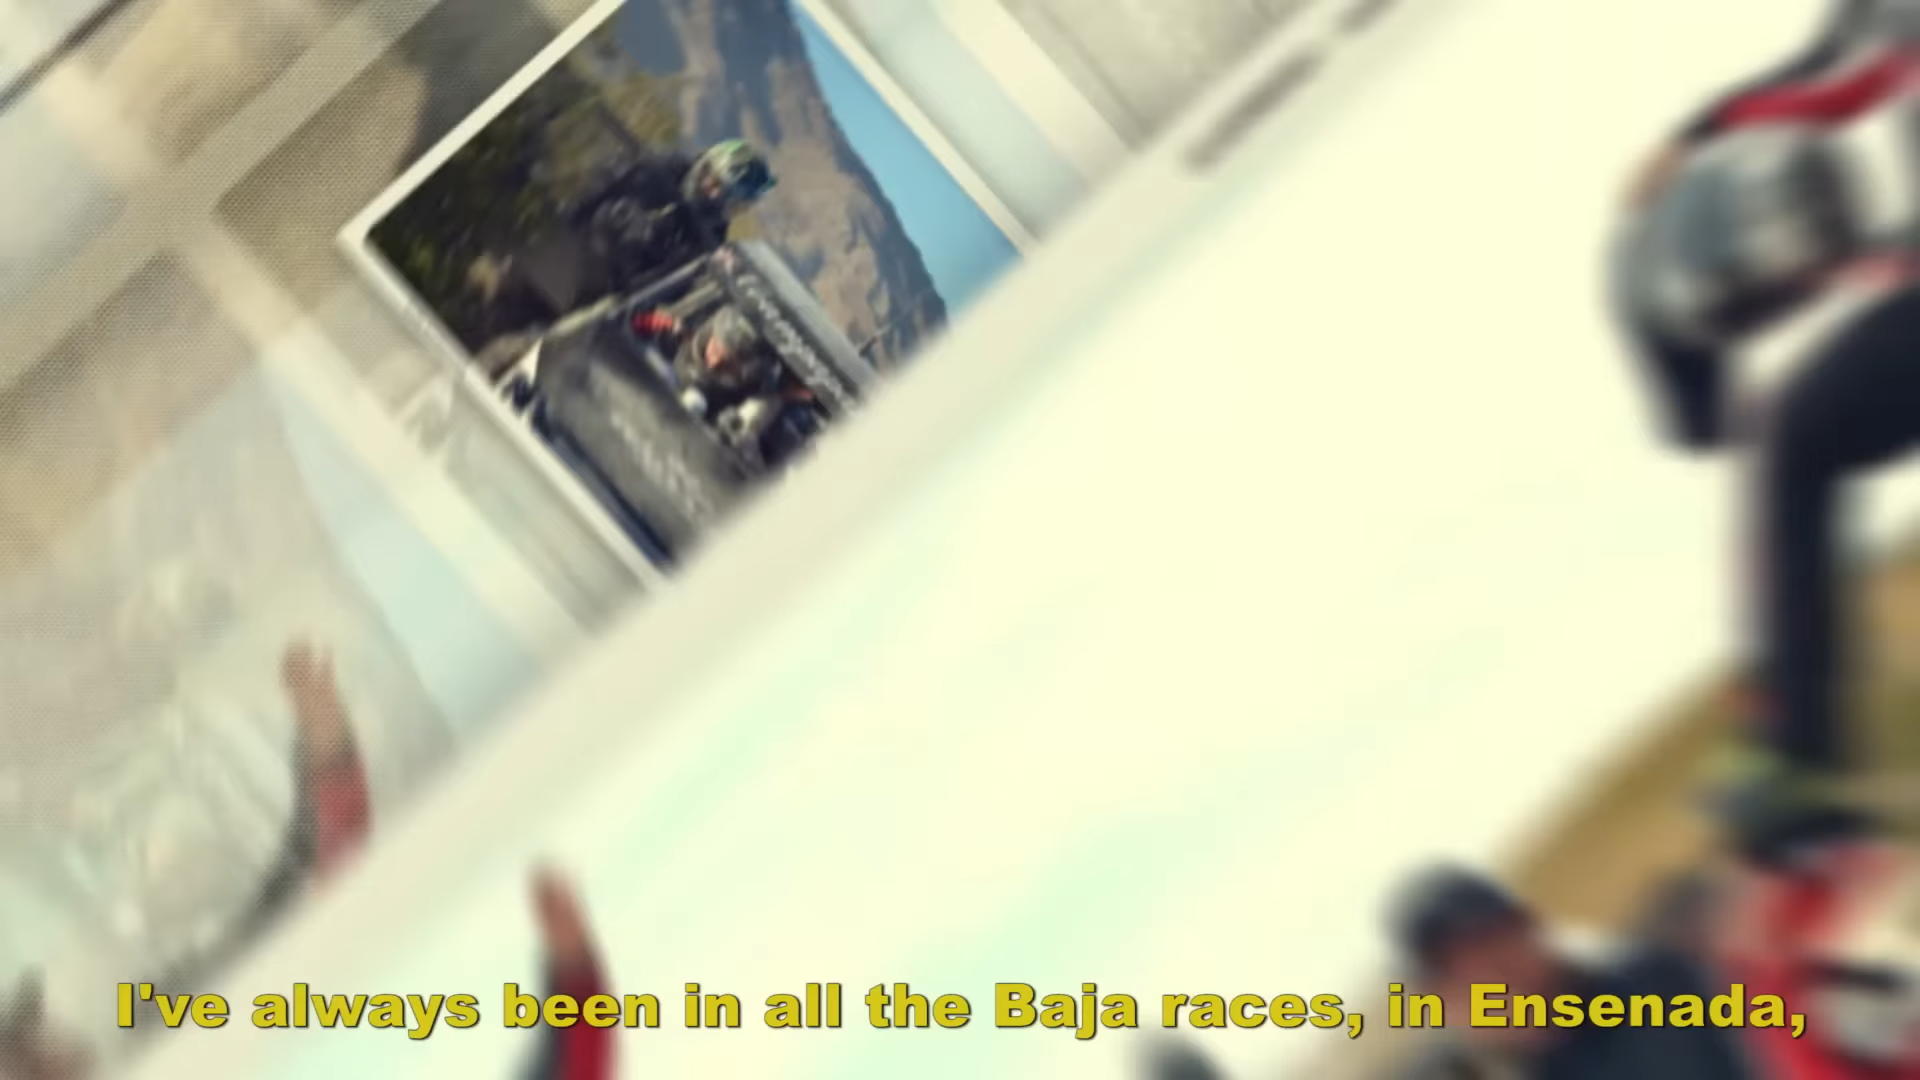 I've always been in all the Baja races, in Ensenada,